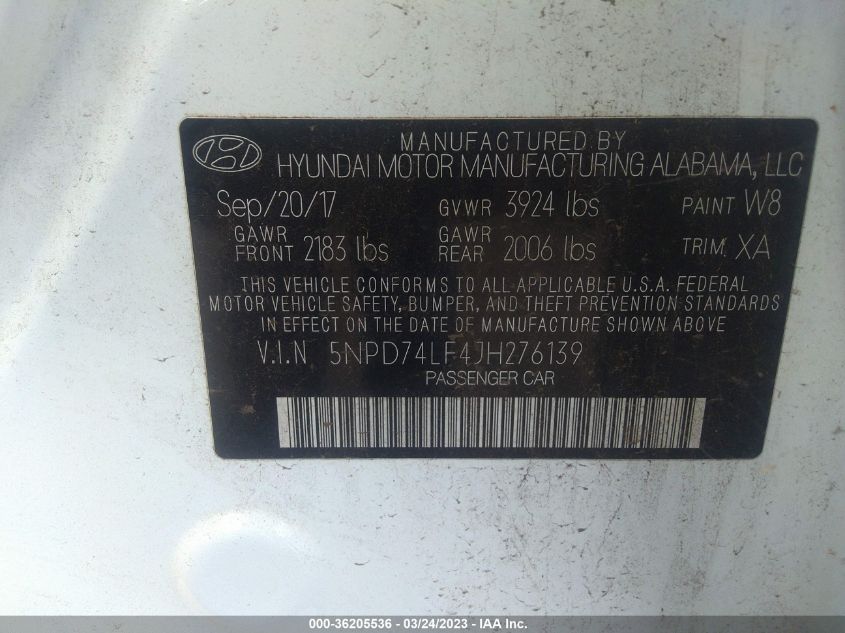 MANUFACTURED BY
HYUNDAI MOTOR MANUFACTURING ALABAMA, LLC
Sep/20/17 GVWR 3924 lbs PAINT W8
GAWR FRONT 2183 lbs GAWR REAR 2006 lbs TRIM XA
THIS VEHICLE CONFORMS TO ALL APPLICABLE U.S.A. FEDERAL
MOTOR VEHICLE SAFETY, BUMPER, AND THEFT PREVENTION STANDARDS
IN EFFECT ON THE DATE OF MANUFACTURE SHOWN ABOVE
V.I.N 5NPD74LF4JH276139
PASSENGER CAR
000-36205536 - 03/24/2023 - IAA Inc.